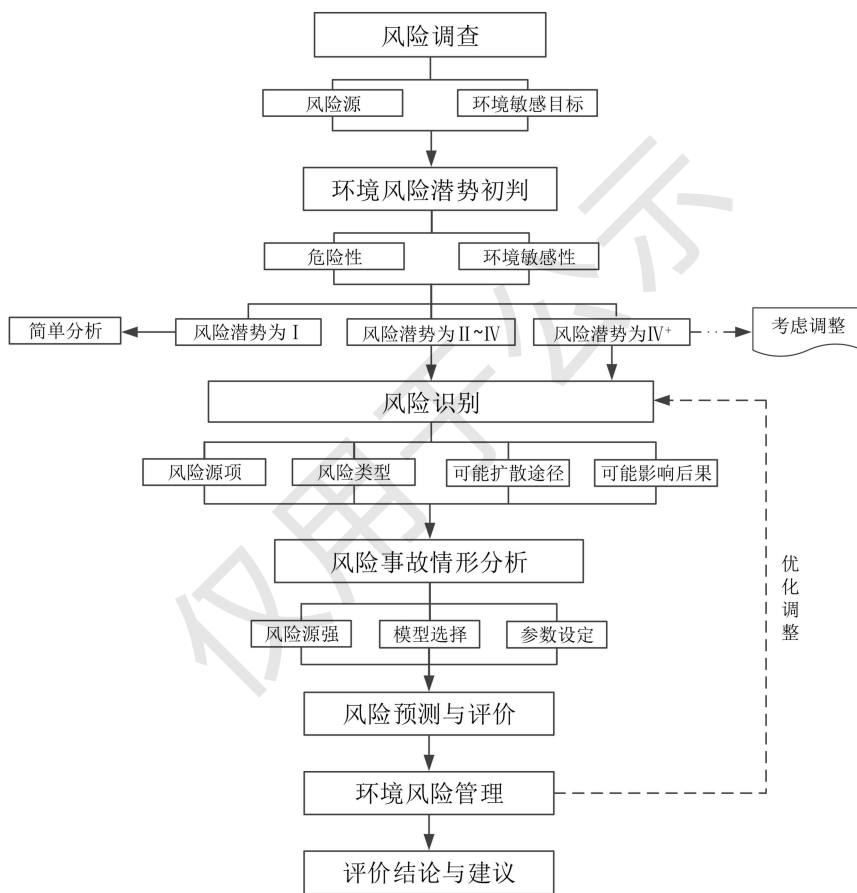 风险调查
风险源
环境敏感目标
环境风险潜势初判
危险性
环境敏感性
简单分析
风险潜势为Ⅰ
风险潜势为Ⅱ~Ⅳ
风险潜势为Ⅳ⁺
考虑调整
风险识别
风险源项
风险类型
可能扩散途径
可能影响后果
风险事故情形分析
优化调整
风险源强
模型选择
参数设定
风险预测与评价
环境风险管理
评价结论与建议
仅用于公示